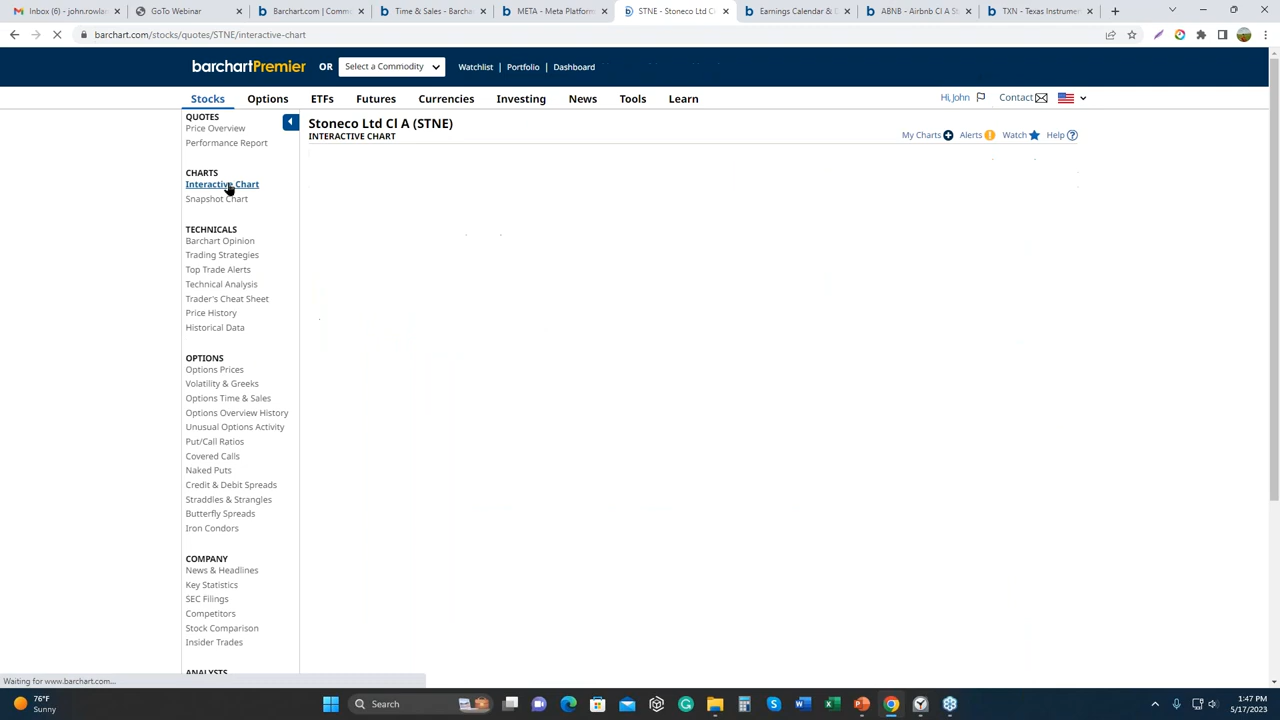 Inbox (6) - johnrowlan
GoTo Webinar
Barchart.com | Commo
Time & Sales - Barchar
META - Meta Platform
STNE - Stoneco Ltd Cl
Earnings Calendar & D
ABNB - Airbnb Cl A St
TXN - Texas Instrumen
barchart.com/stocks/quotes/STNE/interactive-chart
barchartPremier OR Select a Commodity Watchlist | Portfolio | Dashboard
Stocks Options ETFs Futures Currencies Investing News Tools Learn Hi, John Contact
QUOTES
Price Overview
Performance Report
CHARTS
Interactive Chart
Snapshot Chart
TECHNICALS
Barchart Opinion
Trading Strategies
Top Trade Alerts
Technical Analysis
Trader's Cheat Sheet
Price History
Historical Data
OPTIONS
Options Prices
Volatility & Greeks
Options Time & Sales
Options Overview History
Unusual Options Activity
Put/Call Ratios
Covered Calls
Naked Puts
Credit & Debit Spreads
Straddles & Strangles
Butterfly Spreads
Iron Condors
COMPANY
News & Headlines
Key Statistics
SEC Filings
Competitors
Stock Comparison
Insider Trades
ANALYSTS
Stoneco Ltd Cl A (STNE)
INTERACTIVE CHART
My Charts Alerts Watch Help
Waiting for www.barchart.com...
76°F
Sunny
Search
1:47 PM
5/17/2023